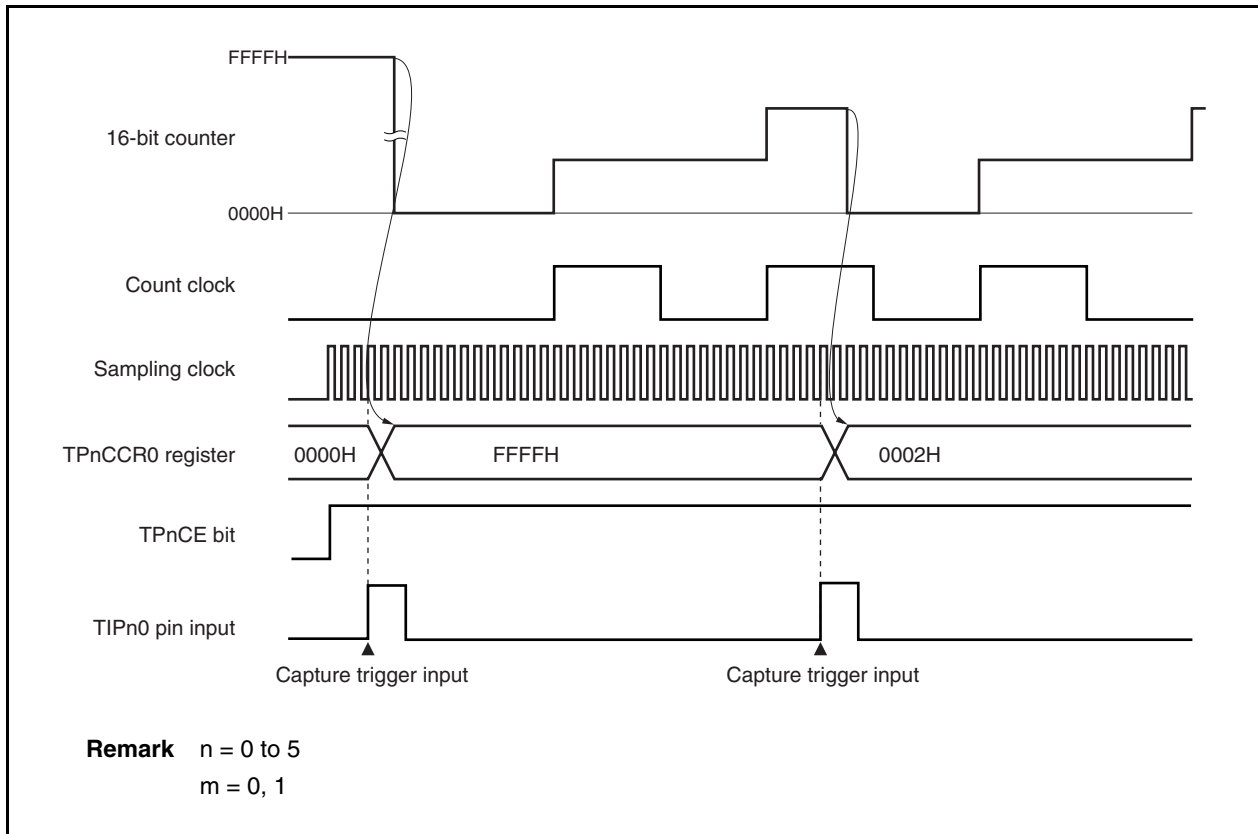 FFFFH
16-bit counter
0000H
Count clock
Sampling clock
TPnCCR0 register
0000H
FFFFH
0002H
TPnCE bit
TIPn0 pin input
Capture trigger input
Capture trigger input
Remark n = 0 to 5
m = 0, 1